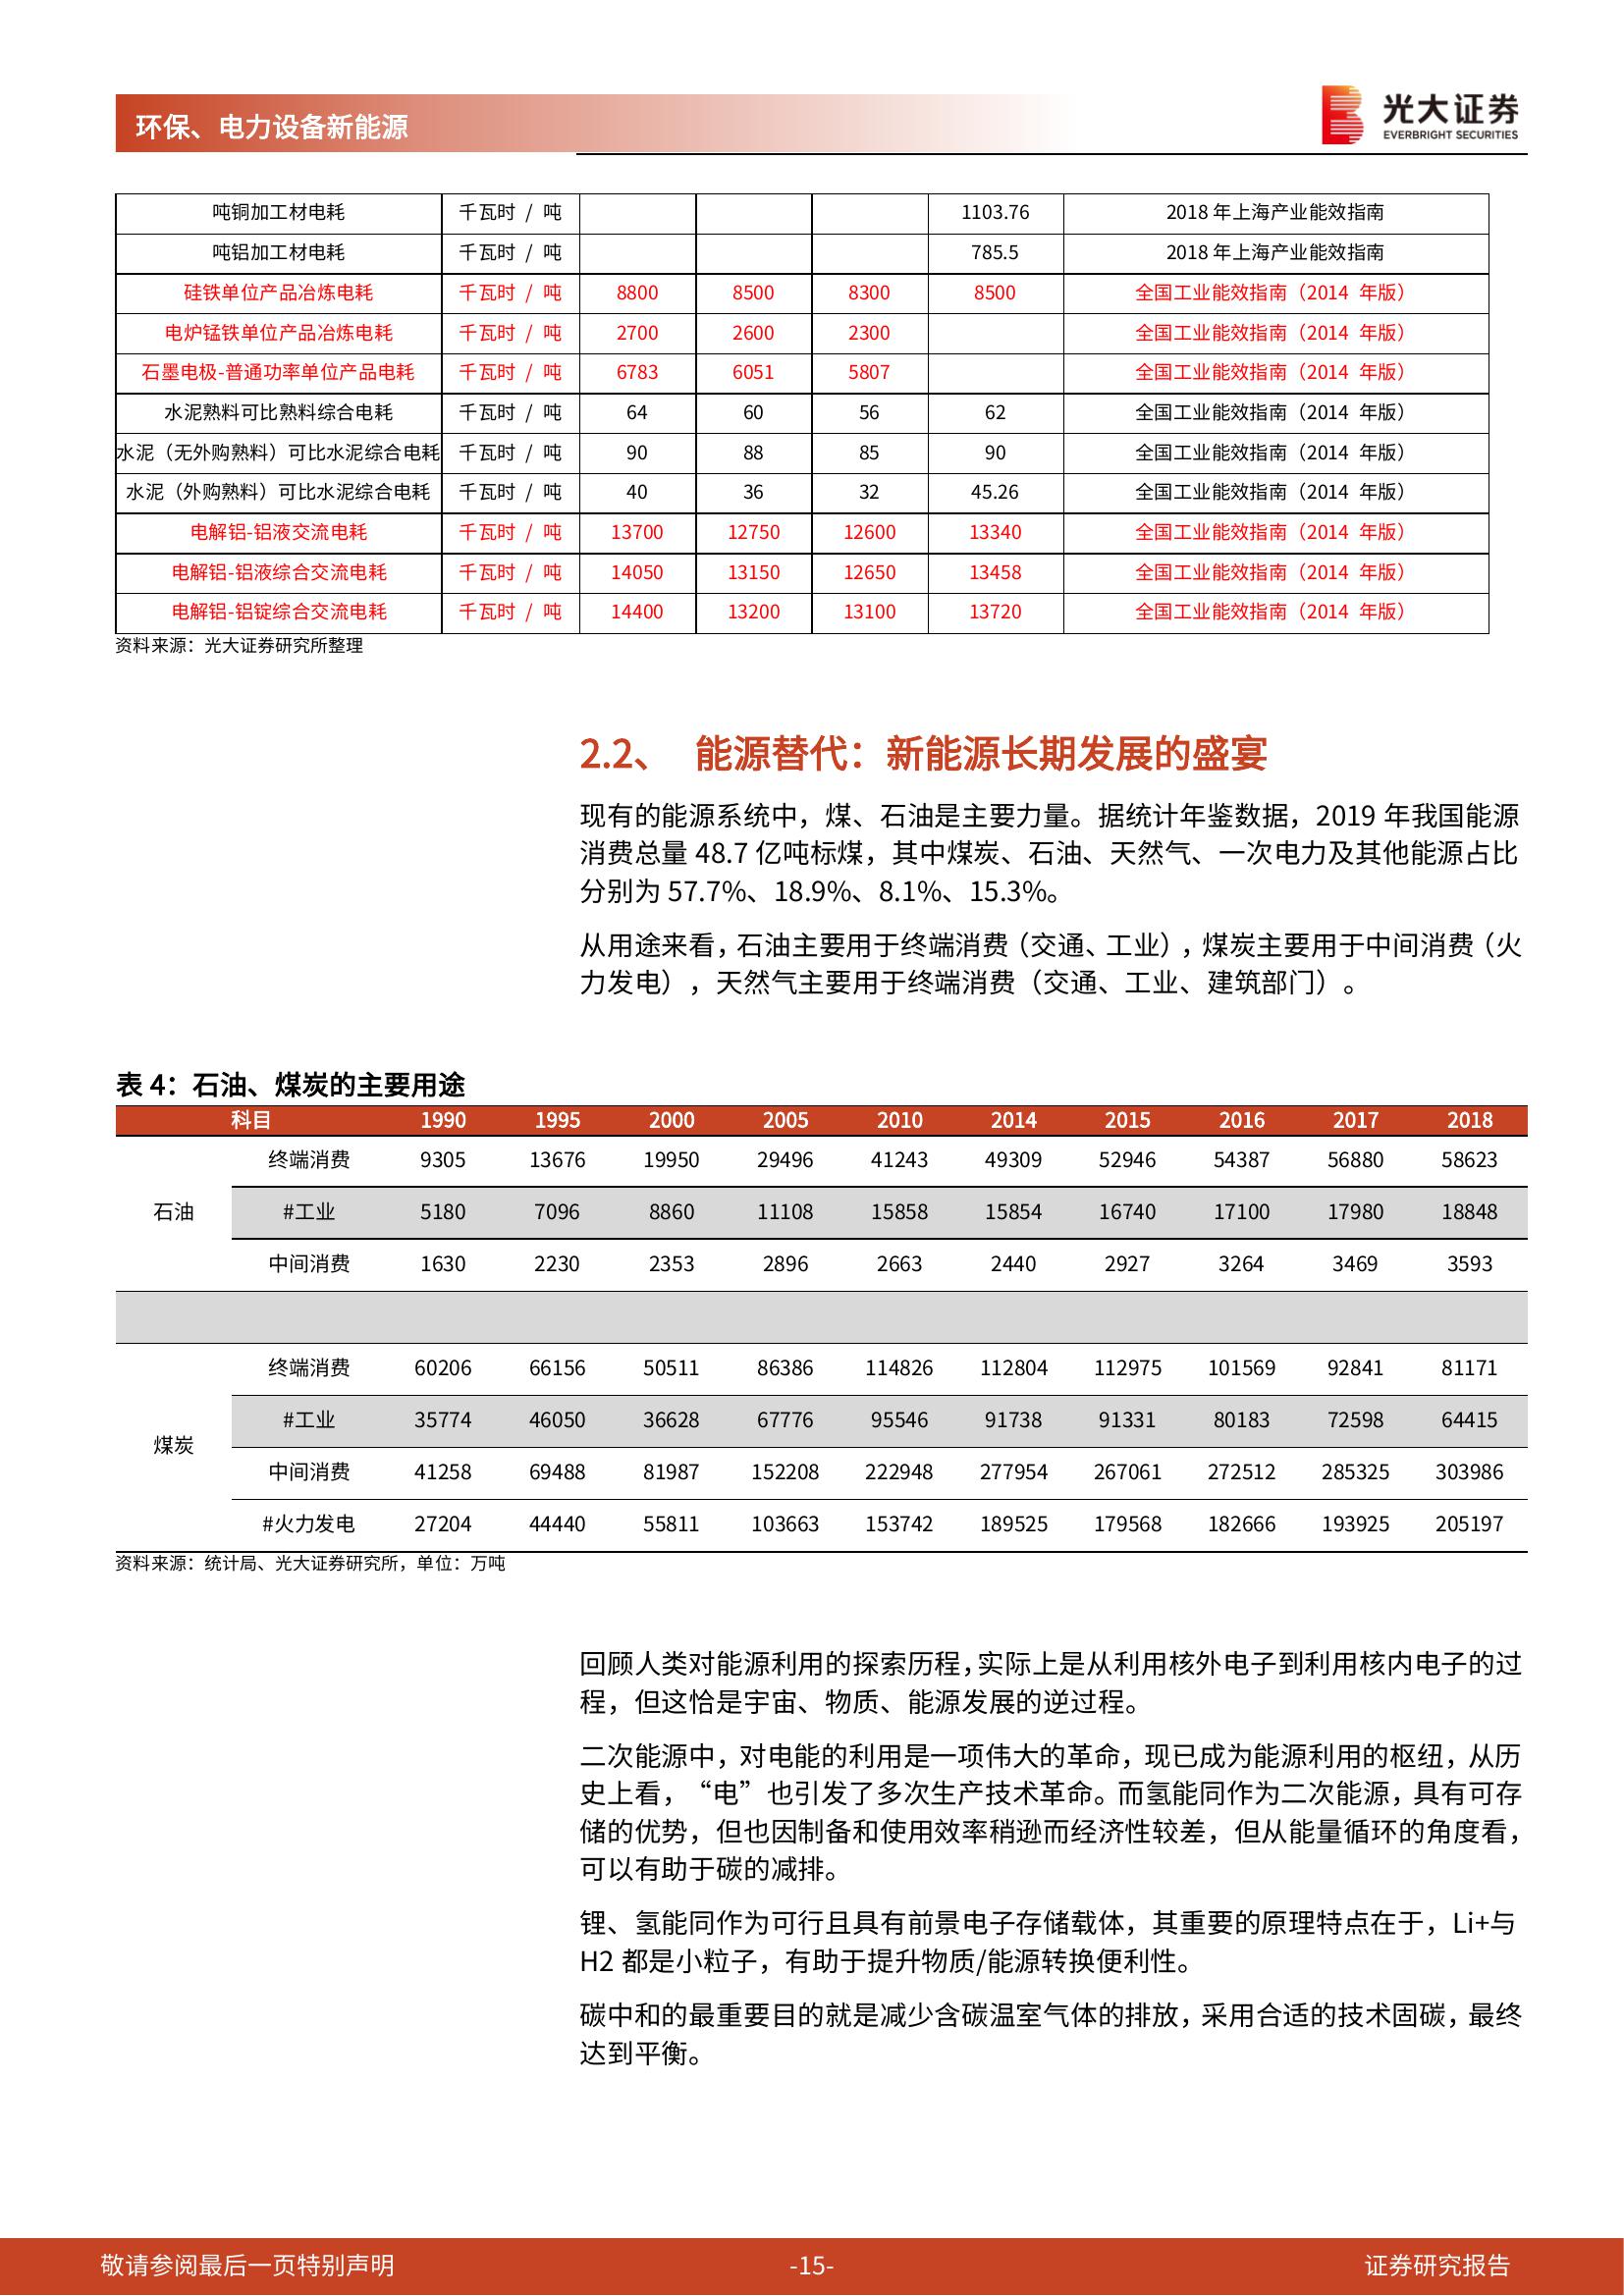 环保、电力设备新能源
光大证券
EVERBRIGHT SECURITIES
吨铜加工材电耗 千瓦时 / 吨 1103.76 2018 年上海产业能效指南
吨铝加工材电耗 千瓦时 / 吨 785.5 2018 年上海产业能效指南
硅铁单位产品冶炼电耗 千瓦时 / 吨 8800 8500 8300 8500 全国工业能效指南（2014 年版）
电炉锰铁单位产品冶炼电耗 千瓦时 / 吨 2700 2600 2300 全国工业能效指南（2014 年版）
石墨电极-普通功率单位产品电耗 千瓦时 / 吨 6783 6051 5807 全国工业能效指南（2014 年版）
水泥熟料可比熟料综合电耗 千瓦时 / 吨 64 60 56 62 全国工业能效指南（2014 年版）
水泥（无外购熟料）可比水泥综合电耗 千瓦时 / 吨 90 88 85 90 全国工业能效指南（2014 年版）
水泥（外购熟料）可比水泥综合电耗 千瓦时 / 吨 40 36 32 45.26 全国工业能效指南（2014 年版）
电解铝-铝液交流电耗 千瓦时 / 吨 13700 12750 12600 13340 全国工业能效指南（2014 年版）
电解铝-铝液综合交流电耗 千瓦时 / 吨 14050 13150 12650 13458 全国工业能效指南（2014 年版）
电解铝-铝锭综合交流电耗 千瓦时 / 吨 14400 13200 13100 13720 全国工业能效指南（2014 年版）
资料来源：光大证券研究所整理
2.2、 能源替代：新能源长期发展的盛宴
现有的能源系统中，煤、石油是主要力量。据统计年鉴数据，2019 年我国能源
消费总量 48.7 亿吨标煤，其中煤炭、石油、天然气、一次电力及其他能源占比
分别为 57.7%、18.9%、8.1%、15.3%。
从用途来看，石油主要用于终端消费（交通、工业），煤炭主要用于中间消费（火
力发电），天然气主要用于终端消费（交通、工业、建筑部门）。
表 4：石油、煤炭的主要用途
科目 1990 1995 2000 2005 2010 2014 2015 2016 2017 2018
终端消费 9305 13676 19950 29496 41243 49309 52946 54387 56880 58623
石油 #工业 5180 7096 8860 11108 15858 15854 16740 17100 17980 18848
中间消费 1630 2230 2353 2896 2663 2440 2927 3264 3469 3593
终端消费 60206 66156 50511 86386 114826 112804 112975 101569 92841 81171
#工业 35774 46050 36628 67776 95546 91738 91331 80183 72598 64415
煤炭
中间消费 41258 69488 81987 152208 222948 277954 267061 272512 285325 303986
#火力发电 27204 44440 55811 103663 153742 189525 179568 182666 193925 205197
资料来源：统计局、光大证券研究所，单位：万吨
回顾人类对能源利用的探索历程，实际上是从利用核外电子到利用核内电子的过
程，但这恰是宇宙、物质、能源发展的逆过程。
二次能源中，对电能的利用是一项伟大的革命，现已成为能源利用的枢纽，从历
史上看，“电”也引发了多次生产技术革命。而氢能同作为二次能源，具有可存
储的优势，但也因制备和使用效率稍逊而经济性较差，但从能量循环的角度看，
可以有助于碳的减排。
锂、氢能同作为可行且具有前景电子存储载体，其重要的原理特点在于，Li+与
H2 都是小粒子，有助于提升物质/能源转换便利性。
碳中和的最重要目的就是减少含碳温室气体的排放，采用合适的技术固碳，最终
达到平衡。
敬请参阅最后一页特别声明 -15- 证券研究报告